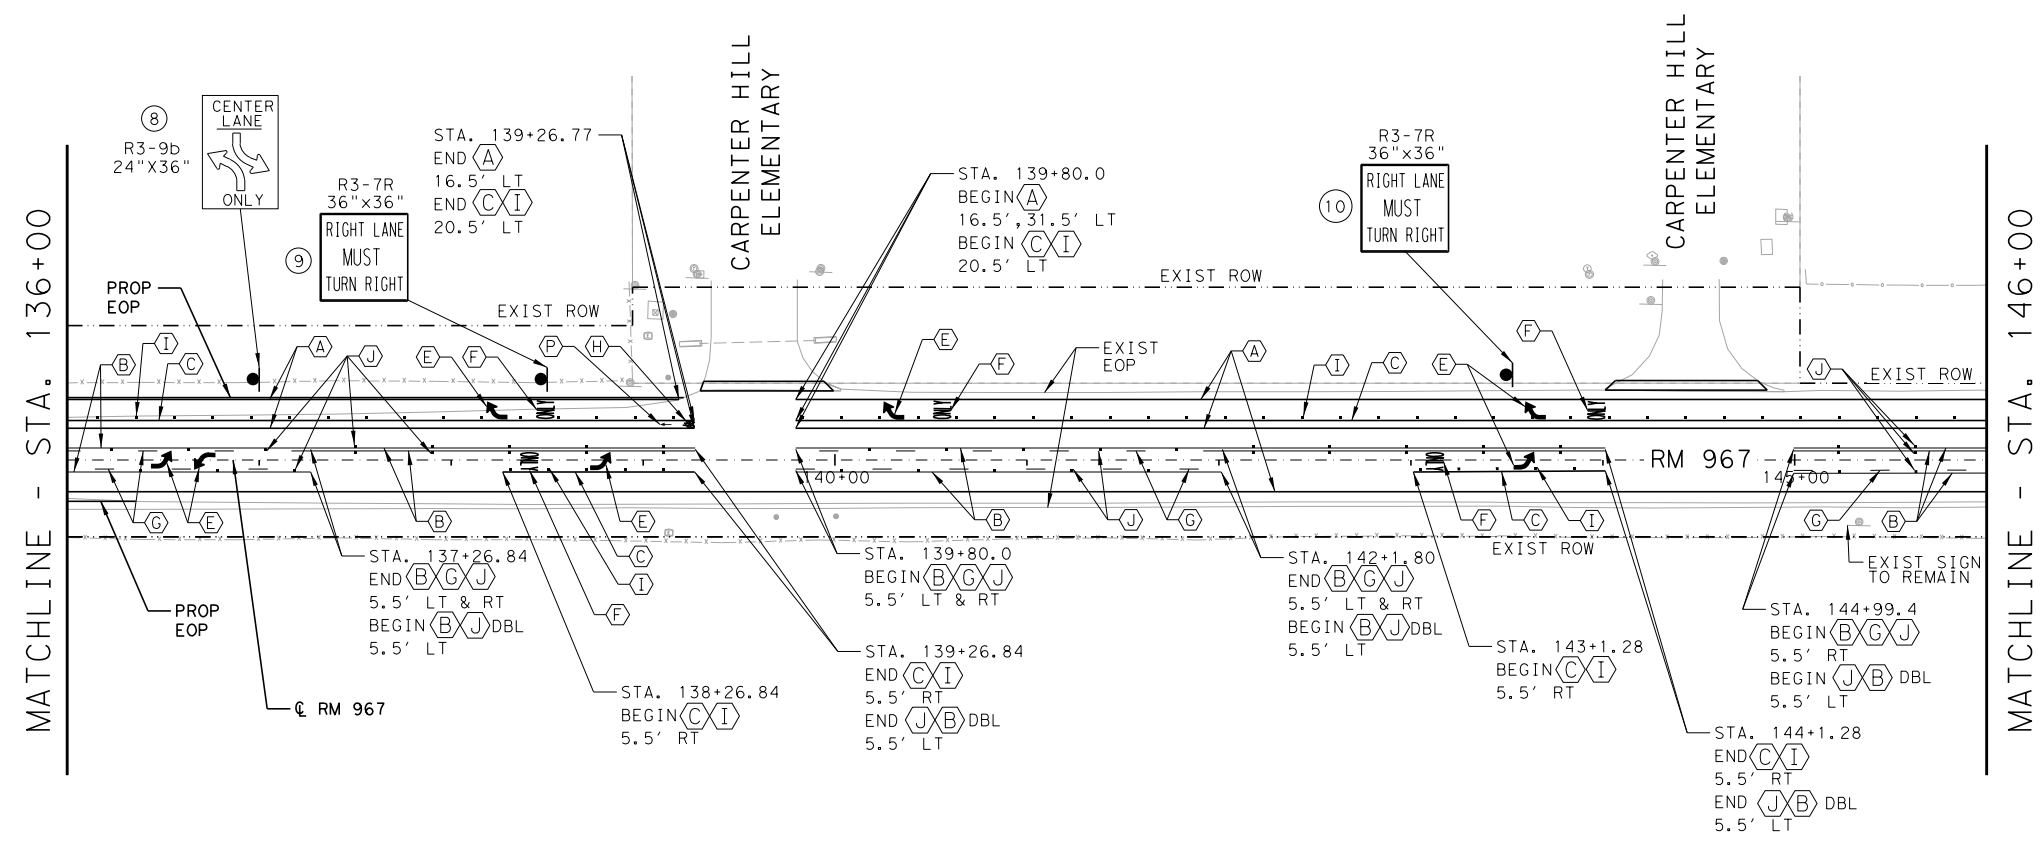 MATCHLINE - STA. 136+00
8
R3-9b
24"X36"
CENTER
LANE
ONLY
R3-7R
36"x36"
9
RIGHT LANE
MUST
TURN RIGHT
STA. 139+26.77
END A
16.5' LT
END C I
20.5' LT
CARPENTER HILL
ELEMENTARY
STA. 139+80.0
BEGIN A
16.5',31.5' LT
BEGIN C I
20.5' LT
R3-7R
36"x36"
10
RIGHT LANE
MUST
TURN RIGHT
CARPENTER HILL
ELEMENTARY
MATCHLINE - STA. 146+00
PROP
EOP
EXIST ROW
EXIST ROW
EXIST ROW
B
I
C
A
J
E
F
P
H
E
F
EXIST
EOP
A
I
C
E
F
J
ONLY
ONLY
ONLY
ONLY
ONLY
RM 967
140+00
145+00
G
E
B
E
C
I
F
B
J
G
F
C
I
G
B
EXIST ROW
EXIST SIGN
TO REMAIN
PROP
EOP
℄ RM 967
STA. 137+26.84
END B G J
5.5' LT & RT
BEGIN B J DBL
5.5' LT
STA. 138+26.84
BEGIN C I
5.5' RT
STA. 139+80.0
BEGIN B G J
5.5' LT & RT
STA. 139+26.84
END C I
5.5' RT
END J B DBL
5.5' LT
STA. 142+1.80
END B G J
5.5' LT & RT
BEGIN B J DBL
5.5' LT
STA. 143+1.28
BEGIN C I
5.5' RT
STA. 144+99.4
BEGIN B G J
5.5' RT
BEGIN J B DBL
5.5' LT
STA. 144+1.28
END C I
5.5' RT
END J B DBL
5.5' LT